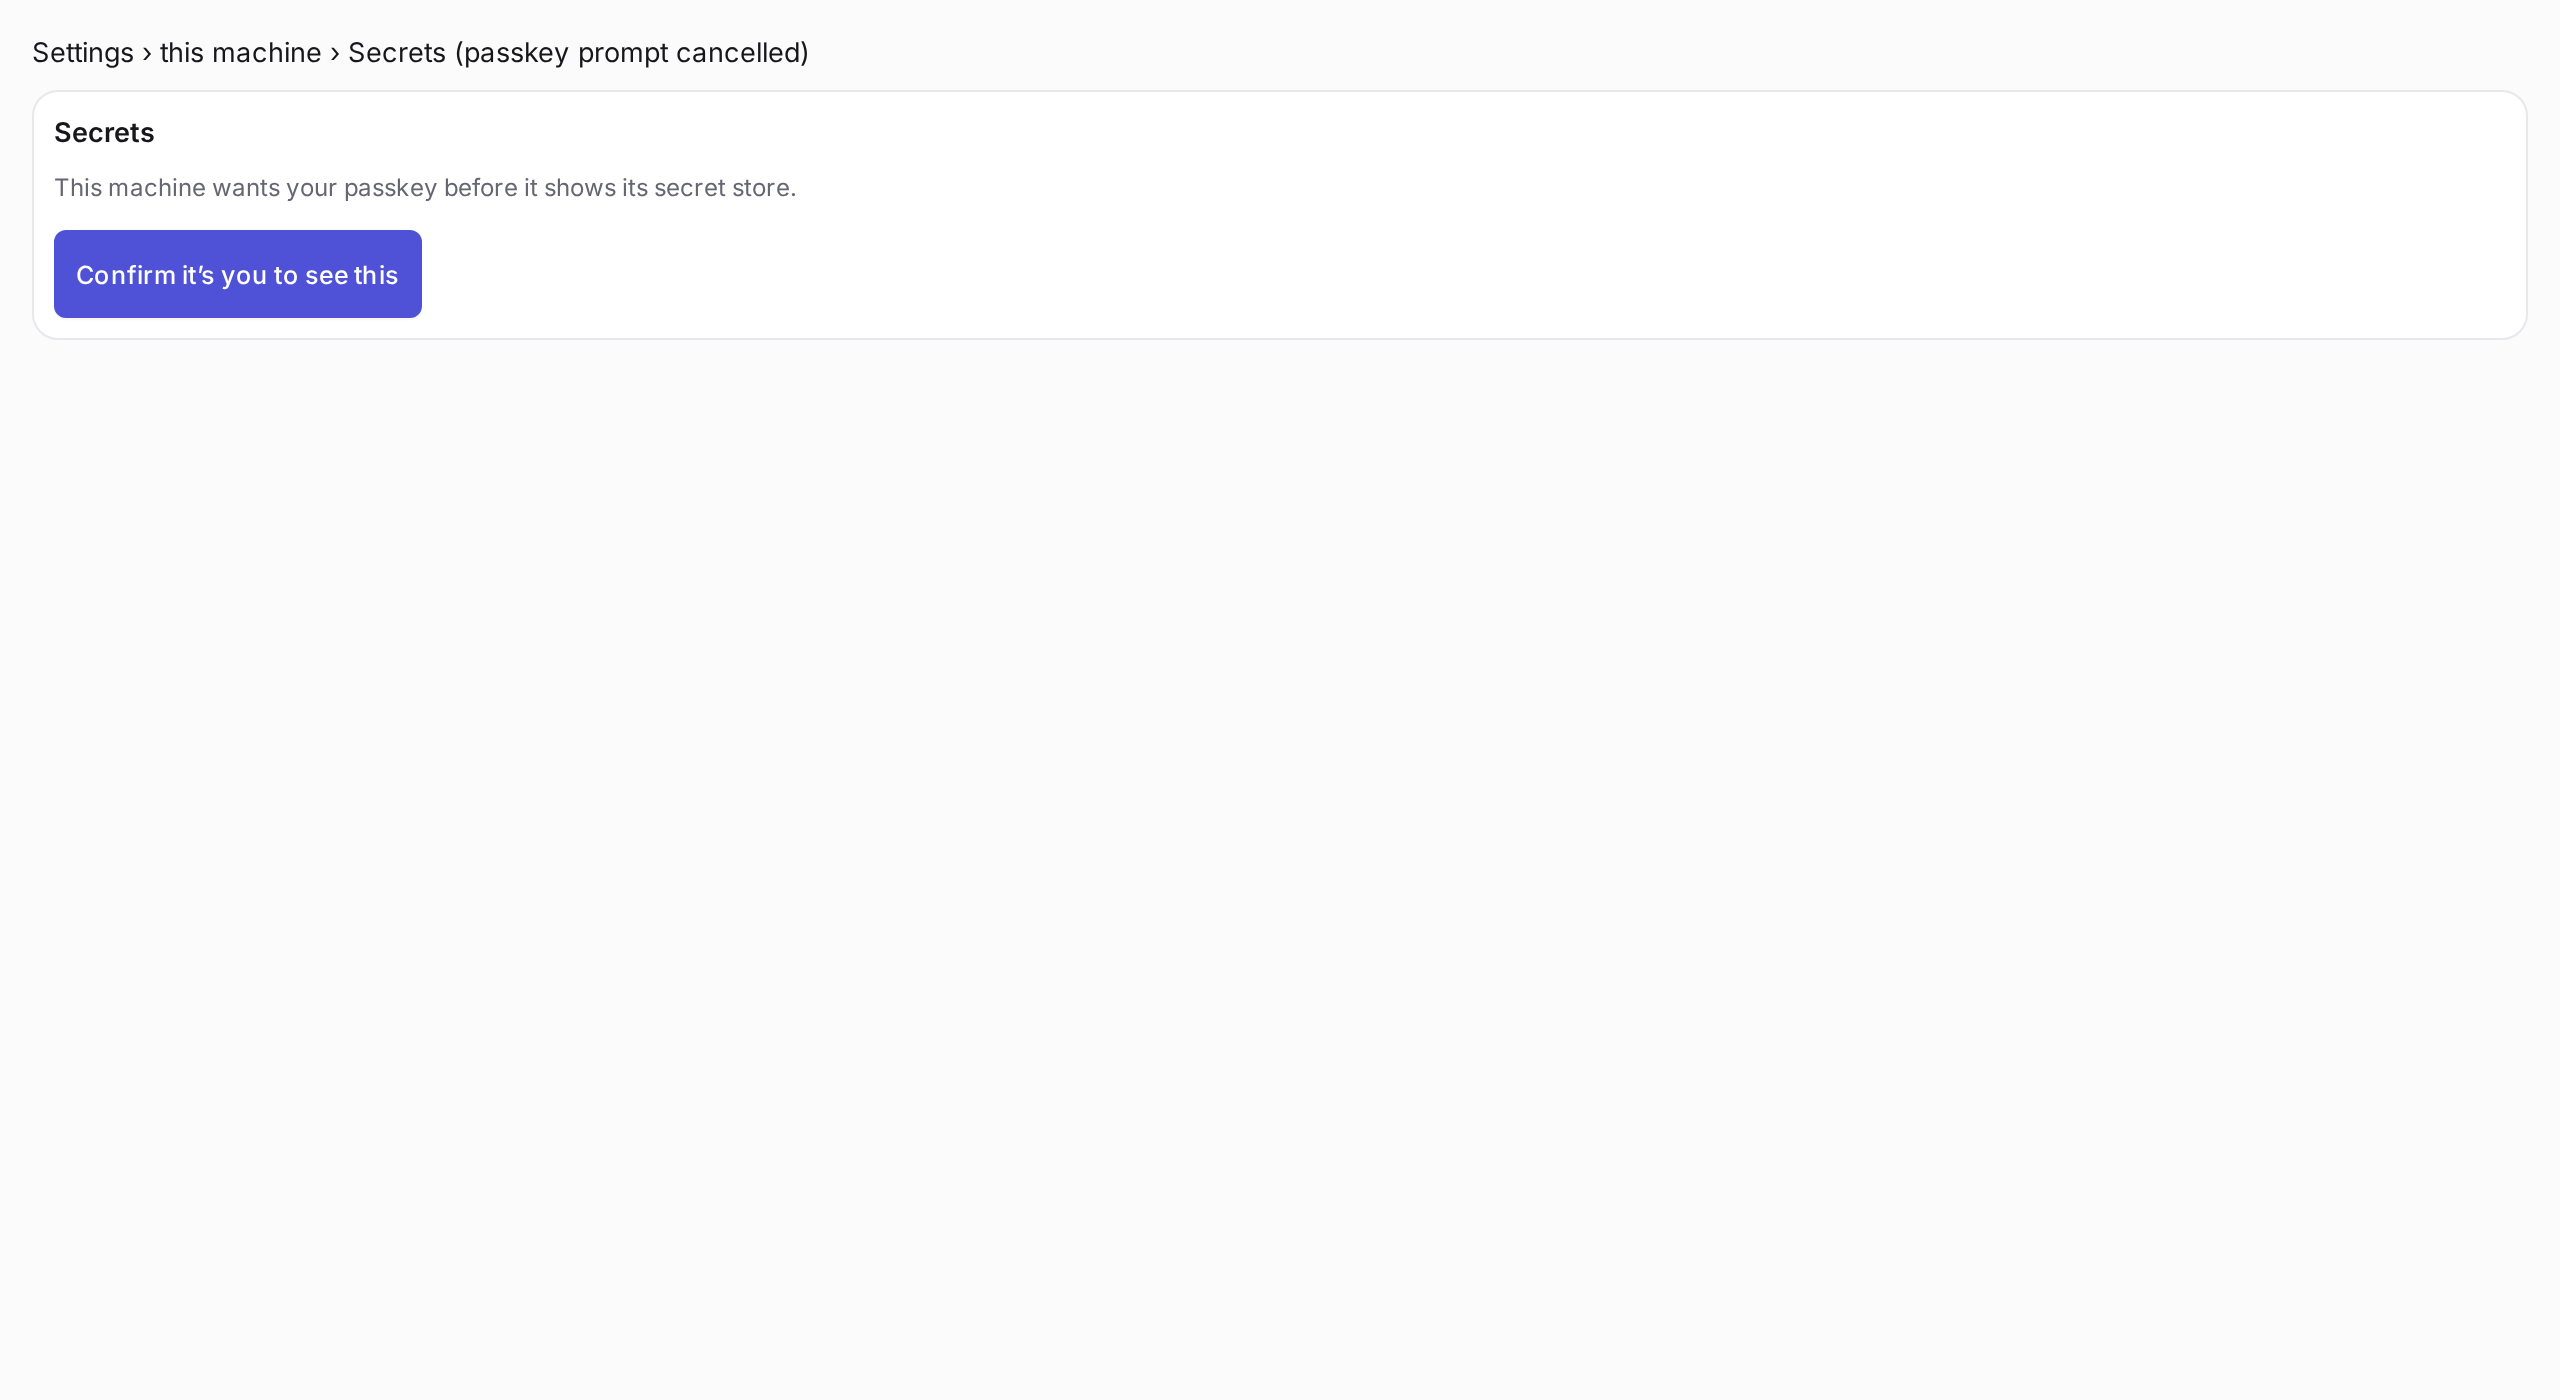 Settings › this machine › Secrets (passkey prompt cancelled)
Secrets
This machine wants your passkey before it shows its secret store.
Confirm it’s you to see this